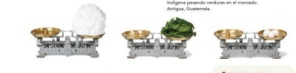 Indígena pesando verduras en el mercado.
Antigua, Guatemala.